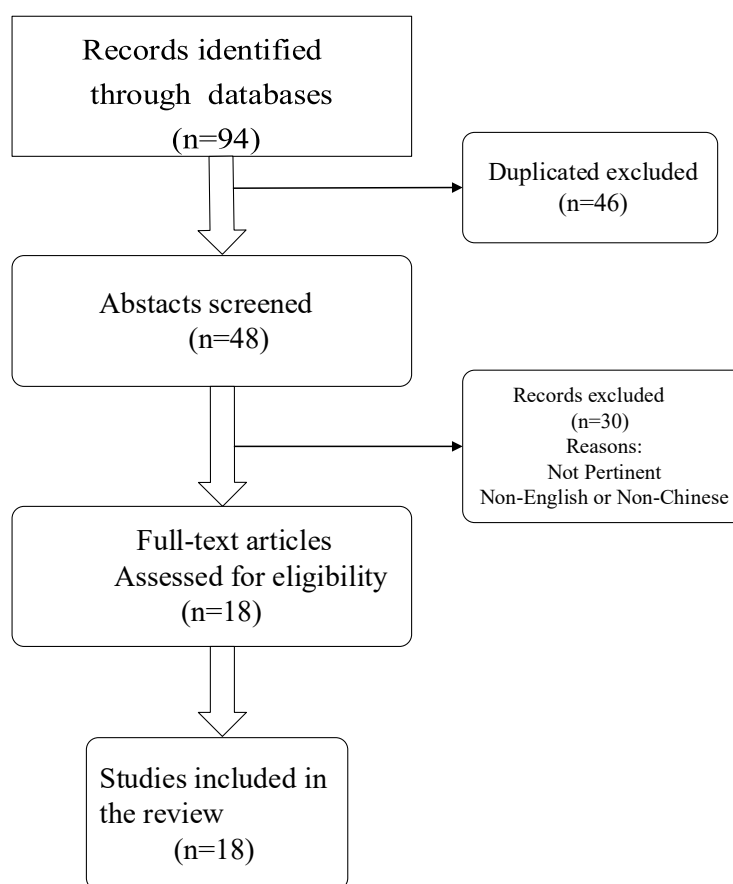 Records identified
through databases
(n=94)
Duplicated excluded
(n=46)
Abstacts screened
(n=48)
Records excluded
(n=30)
Reasons:
Not Pertinent
Non-English or Non-Chinese
Full-text articles
Assessed for eligibility
(n=18)
Studies included in
the review
(n=18)